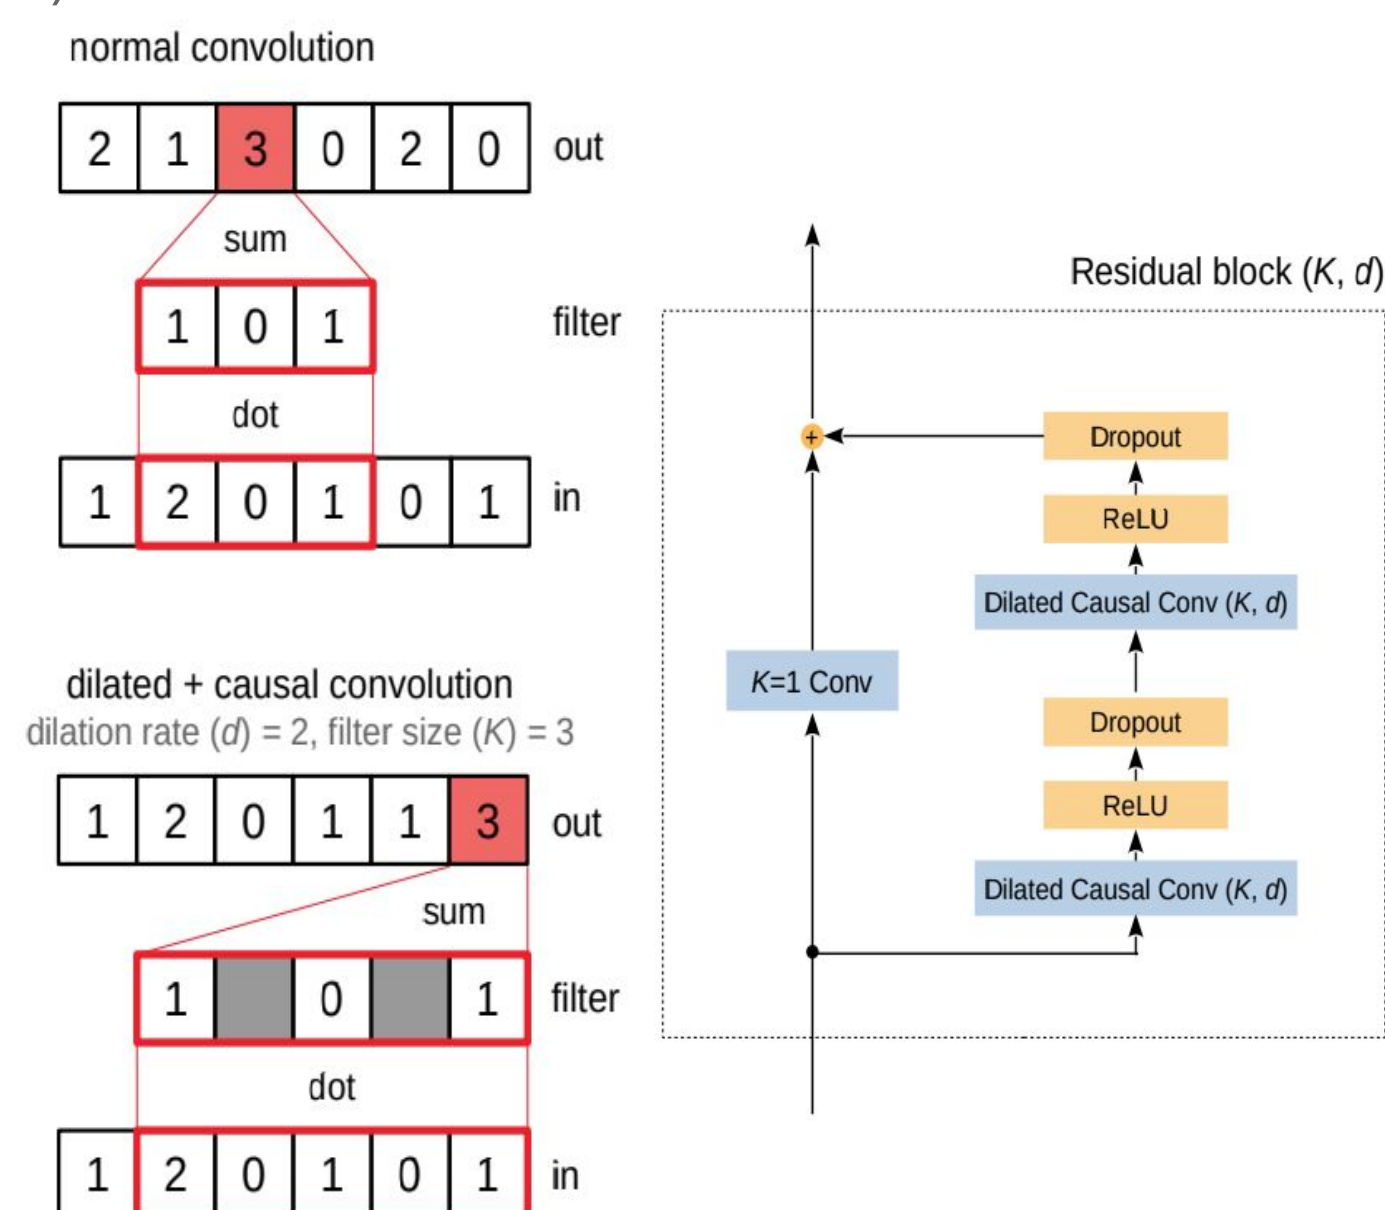 normal convolution
2 1 3 0 2 0 out
sum
1 0 1 filter
dot
1 2 0 1 0 1 in
dilated + causal convolution
dilation rate (d) = 2, filter size (K) = 3
1 2 0 1 1 3 out
sum
1 0 1 filter
dot
1 2 0 1 0 1 in
Residual block (K, d)
+
Dropout
ReLU
Dilated Causal Conv (K, d)
K=1 Conv
Dropout
ReLU
Dilated Causal Conv (K, d)